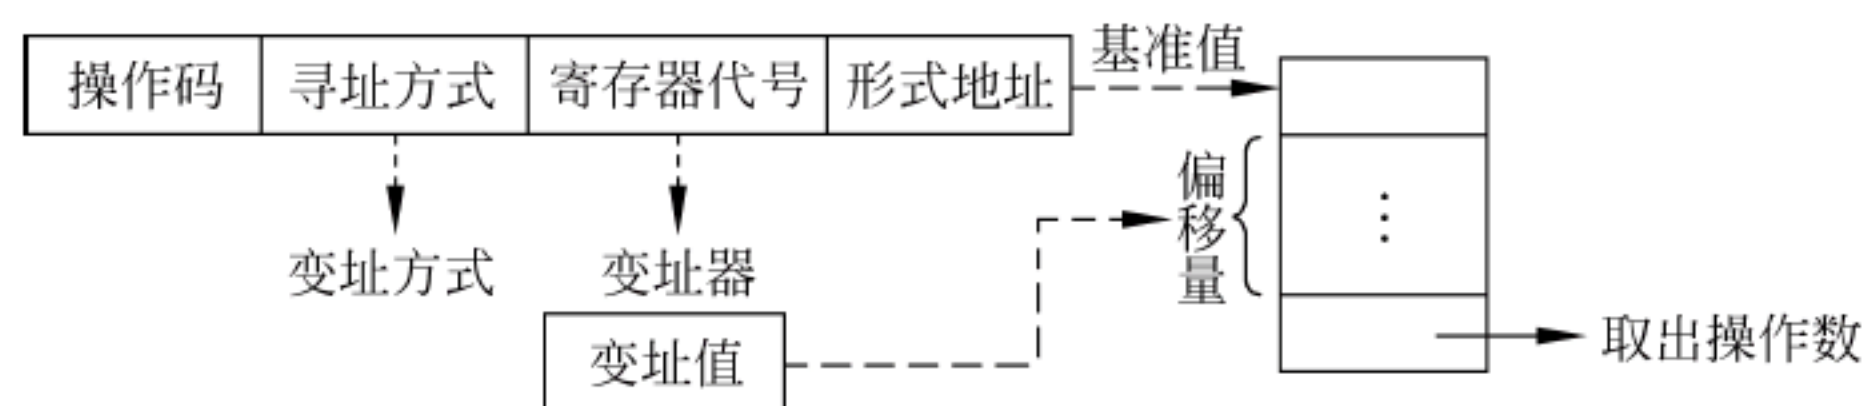 操作码 寻址方式 寄存器代号 形式地址 基准值
偏移量
⋮
变址方式 变址器
变址值
取出操作数